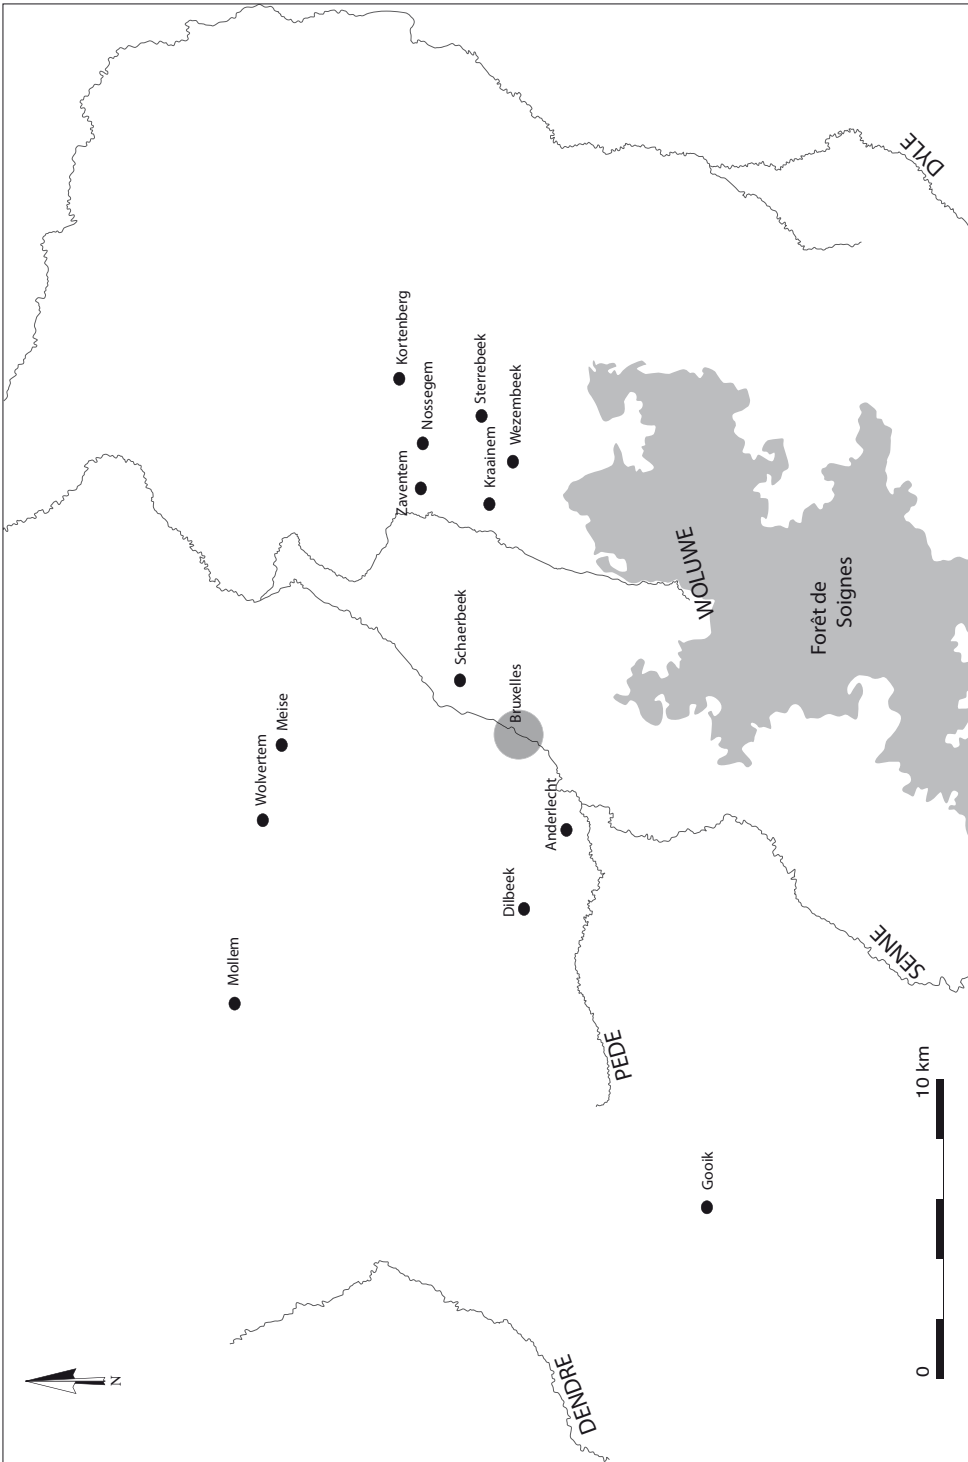 N
Mollem
Wolvertem
Meise
Zaventem
Kortenberg
Nossegem
Schaerbeek
Sterrebeek
Kraainem
Dilbeek
Bruxelles
Wezembeek
Anderlecht
DENDRE
PEDE
WOLUWE
Gooik
Forêt de
Soignes
SENNE
DYLE
0 10 km